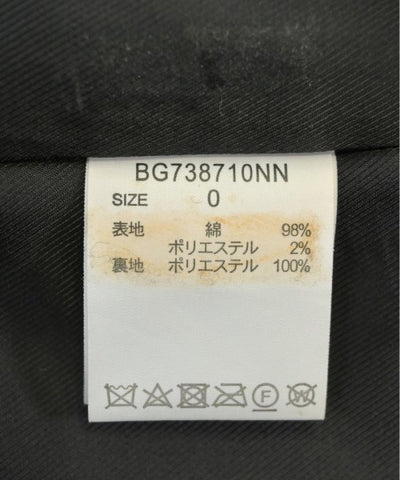 BG738710NN
SIZE 0
表地 綿 98%
ポリエステル 2%
裏地 ポリエステル 100%
F W